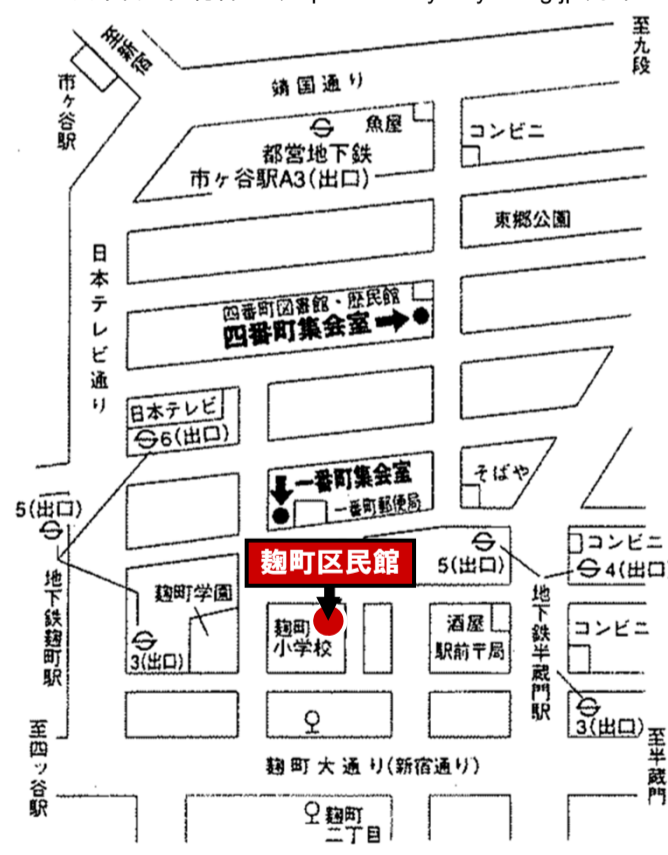 至新宿
至九段
市ヶ谷駅
靖国通り
魚屋
コンビニ
都営地下鉄
市ヶ谷駅A3(出口)
東郷公園
日本テレビ通り
四番町図書館・歴民館
四番町集会室
日本テレビ
6(出口)
一番町集会室
一番町郵便局
そばや
5(出口)
麹町区民館
5(出口)
コンビニ
4(出口
地下鉄麹町駅
麹町学園
3(出口)
麹町
小学校
酒屋
駅前〒局
地下鉄半蔵門駅
コンビニ
3(出口)
至四ツ谷駅
麹町大通り(新宿通り)
至半蔵門
麹町
二丁目